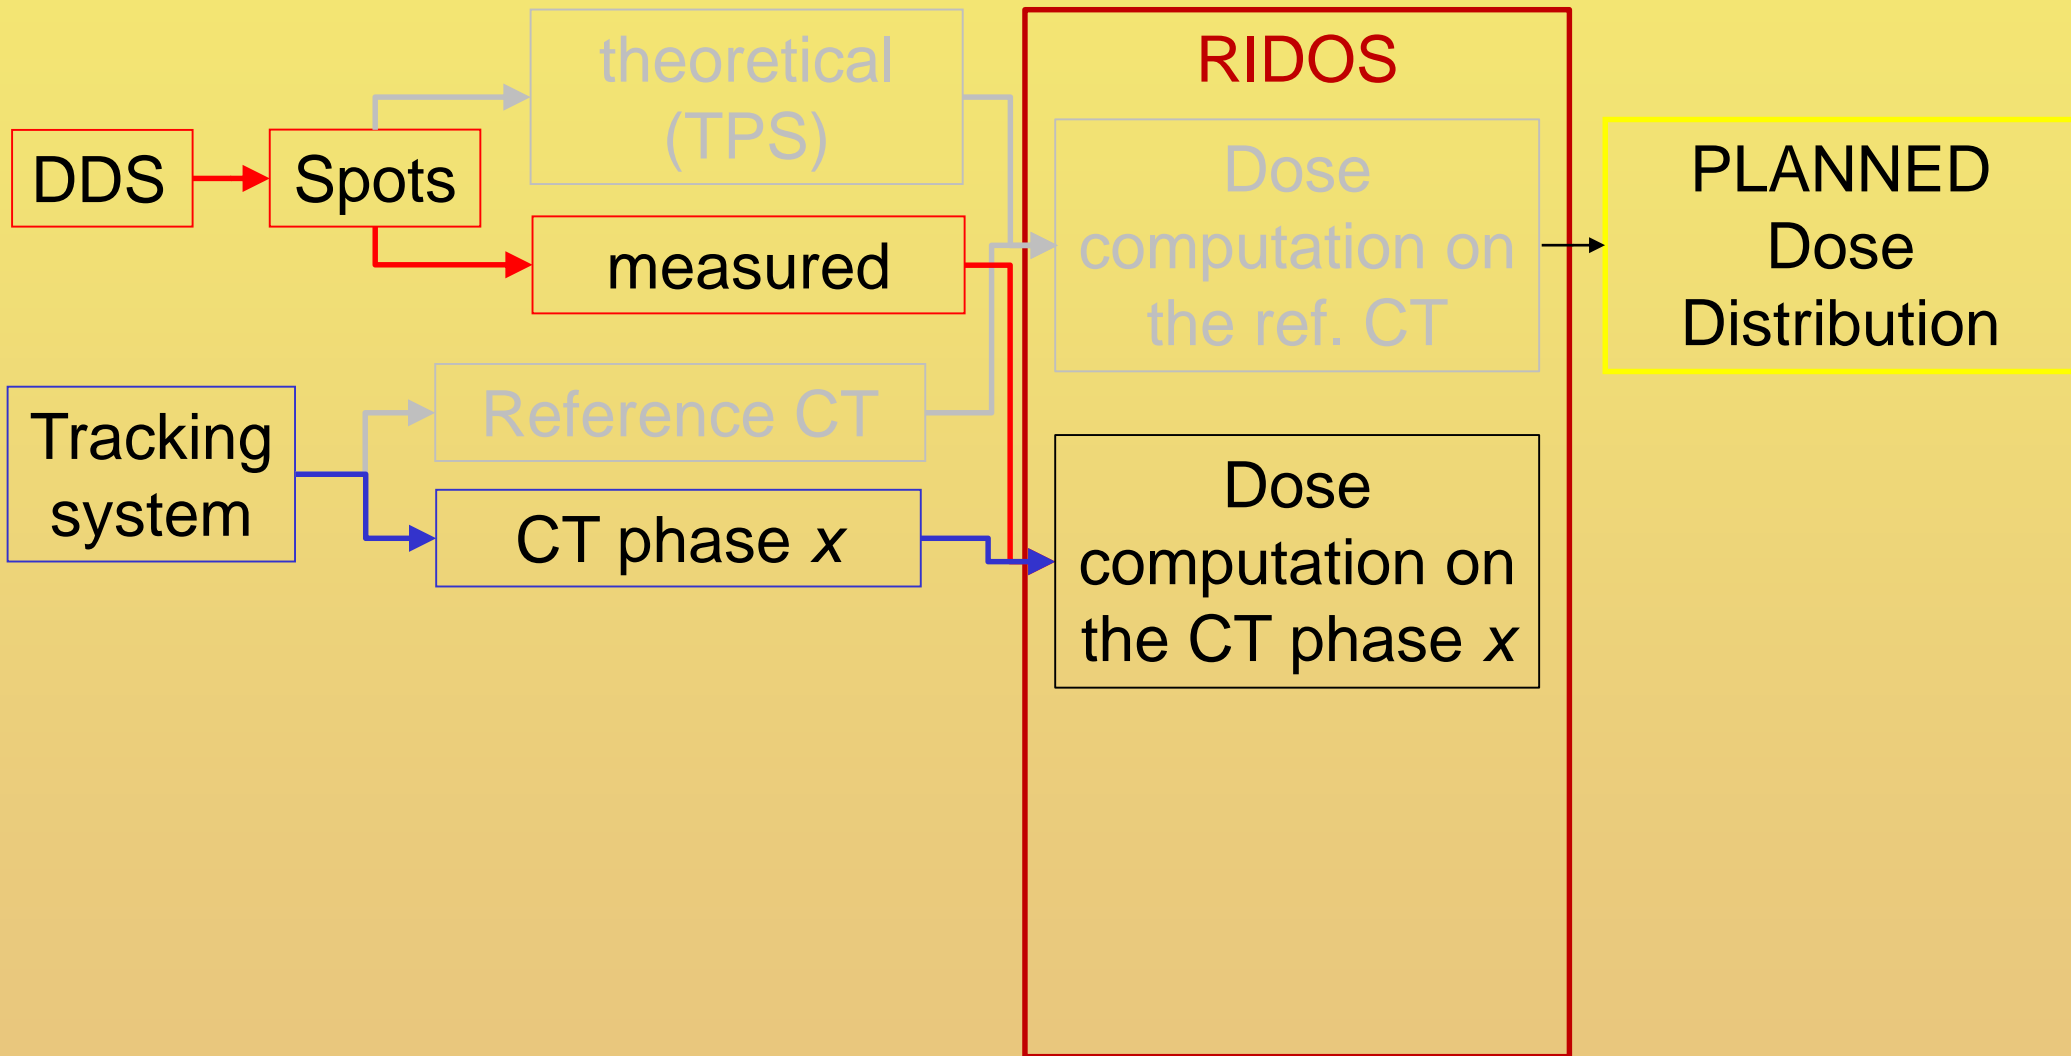 DDS
Spots
theoretical
(TPS)
measured
Tracking
system
Reference CT
CT phase x
RIDOS
Dose
computation on
the ref. CT
Dose
computation on
the CT phase x
PLANNED
Dose
Distribution